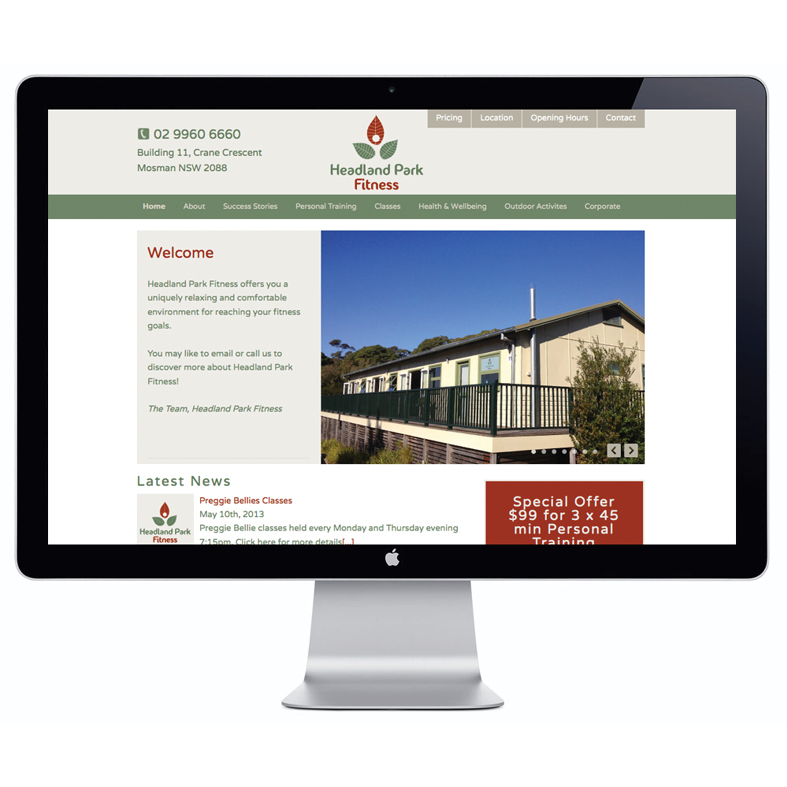 02 9960 6660
Building 11, Crane Crescent
Mosman NSW 2088
Headland Park
Fitness
Pricing Location Opening Hours Contact
Home About Success Stories Personal Training Classes Health & Wellbeing Outdoor Activites Corporate
Welcome
Headland Park Fitness offers you a
uniquely relaxing and comfortable
environment for reaching your fitness
goals.
You may like to email or call us to
discover more about Headland Park
Fitness!
The Team, Headland Park Fitness
Latest News
Headland Park
Fitness
Preggie Bellies Classes
May 10th, 2013
Preggie Bellie classes held every Monday and Thursday evening
7:15pm. Click here for more details[...]
Special Offer
$99 for 3 x 45
min Personal
Training